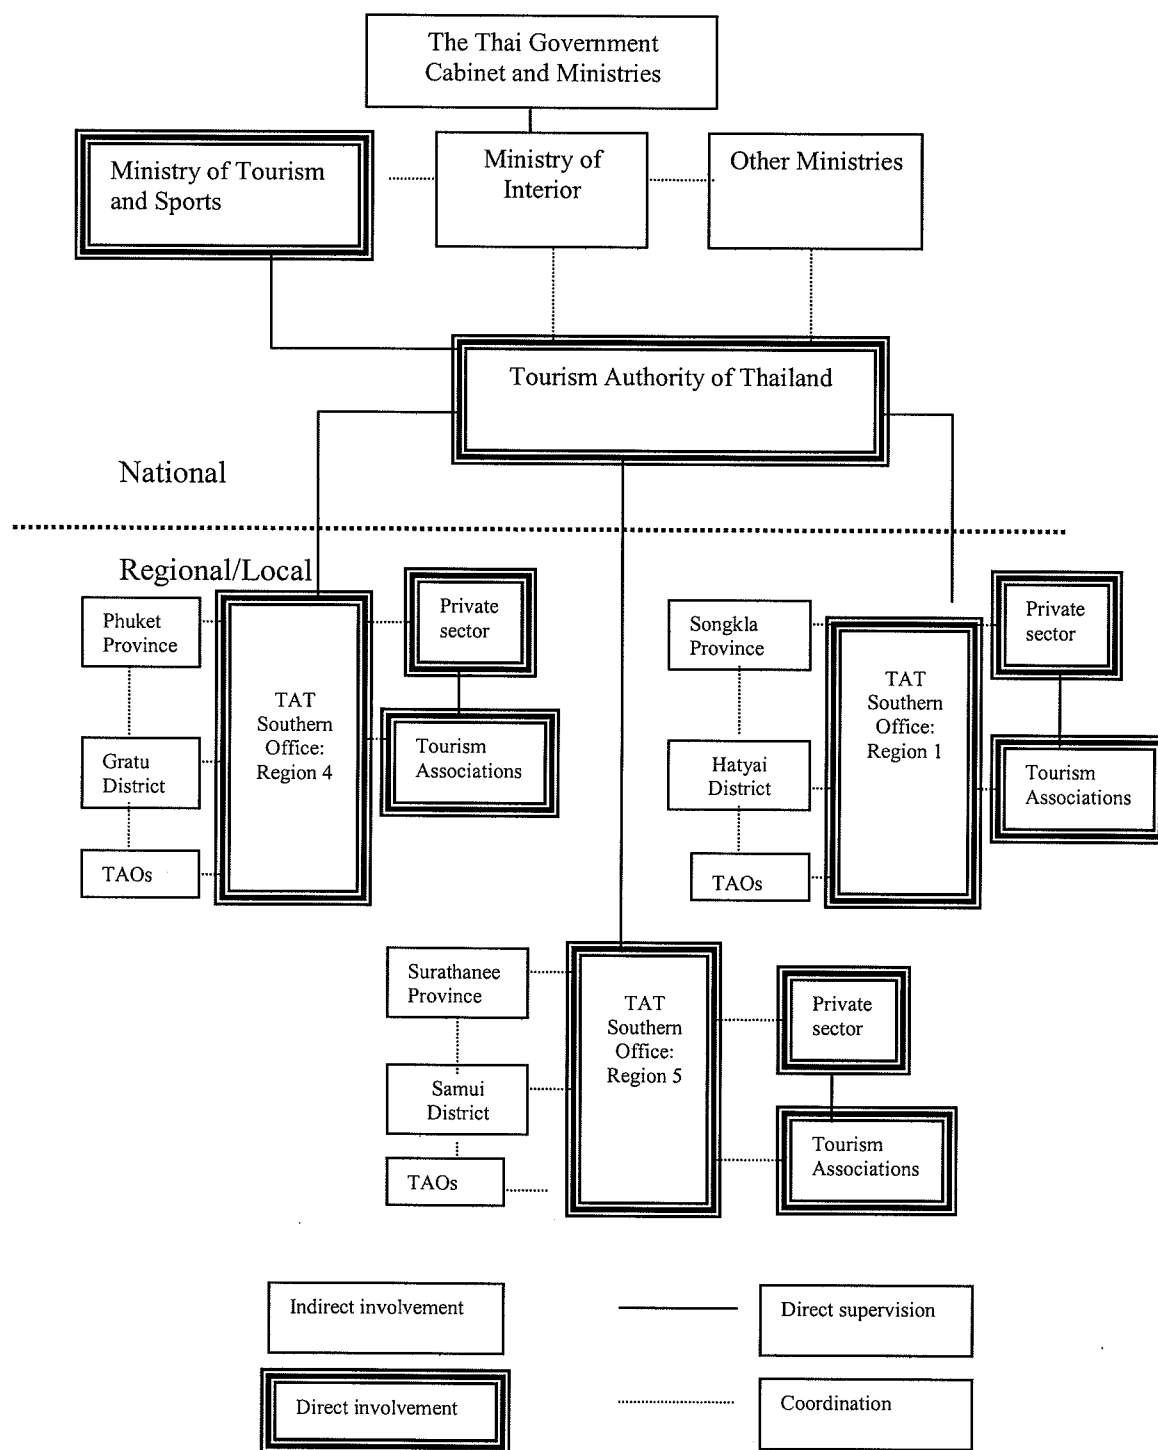 The Thai Government
Cabinet and Ministries
Ministry of Tourism
and Sports
Ministry of
Interior
Other Ministries
Tourism Authority of Thailand
National
Regional/Local
Phuket
Province
Gratu
District
TAOs
TAT
Southern
Office:
Region 4
Private
sector
Tourism
Associations
Songkla
Province
Hatyai
District
TAOs
TAT
Southern
Office:
Region 1
Private
sector
Tourism
Associations
Surathanee
Province
Samui
District
TAOs
TAT
Southern
Office:
Region 5
Private
sector
Tourism
Associations
Indirect involvement
Direct supervision
Direct involvement
Coordination